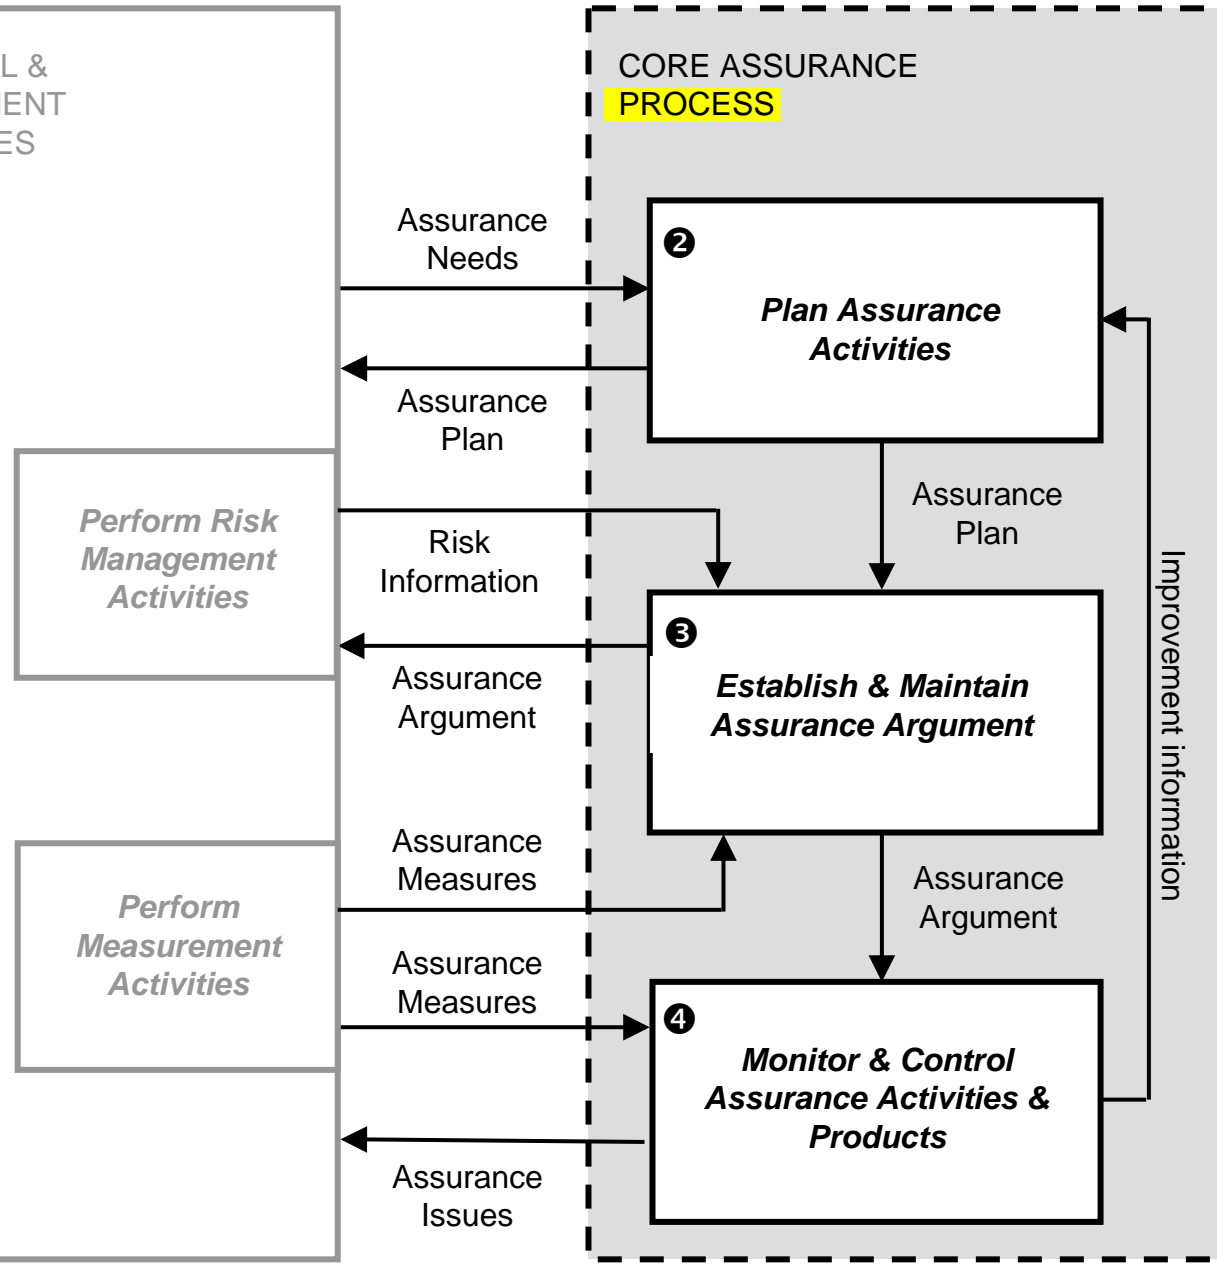 L &
MENT
ES
CORE ASSURANCE
PROCESS
Assurance
Needs
❷
Plan Assurance
Activities
Assurance
Plan
Assurance
Plan
Perform Risk
Management
Activities
Risk
Information
❸
Establish & Maintain
Assurance Argument
Assurance
Argument
Improvement information
Assurance
Measures
Assurance
Argument
Perform
Measurement
Activities
Assurance
Measures
❹
Monitor & Control
Assurance Activities &
Products
Assurance
Issues